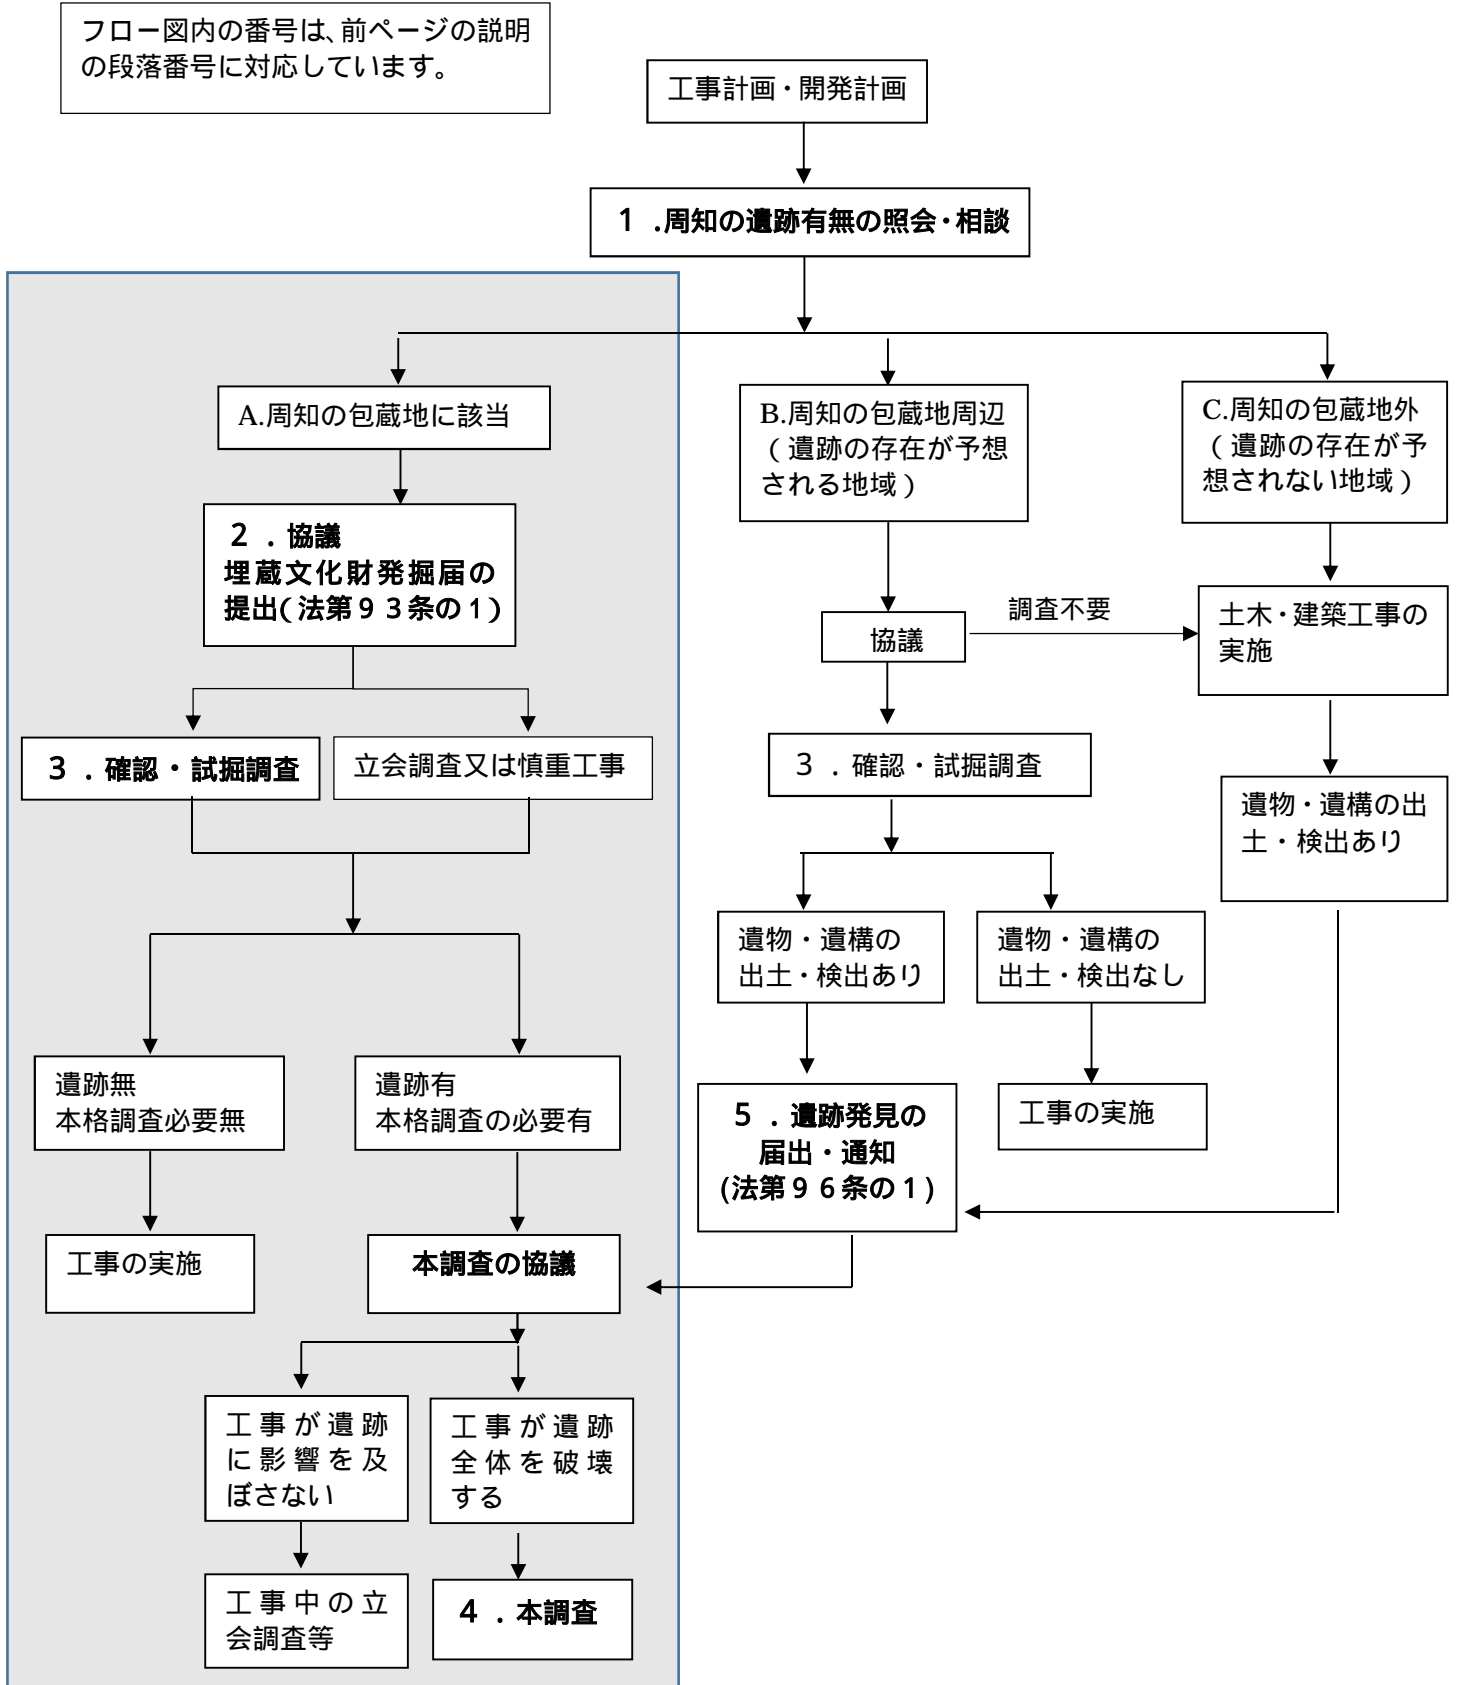 フロー図内の番号は、前ページの説明
の段落番号に対応しています。
工事計画・開発計画
1 .周知の遺跡有無の照会・相談
A.周知の包蔵地に該当
B.周知の包蔵地周辺
(遺跡の存在が予想
される地域)
C.周知の包蔵地外
(遺跡の存在が予
想されない地域)
2 .協議
埋蔵文化財発掘届の
提出(法第93条の1)
協議
調査不要
土木・建築工事の
実施
3 .確認・試掘調査
立会調査又は慎重工事
3 .確認・試掘調査
遺物・遺構の出
土・検出あり
遺物・遺構の
出土・検出あり
遺物・遺構の
出土・検出なし
遺跡無
本格調査必要無
遺跡有
本格調査の必要有
5 .遺跡発見の
届出・通知
(法第96条の1)
工事の実施
工事の実施
本調査の協議
工事が遺跡
に影響を及
ぼさない
工事が遺跡
全体を破壊
する
工事中の立
会調査等
4 .本調査